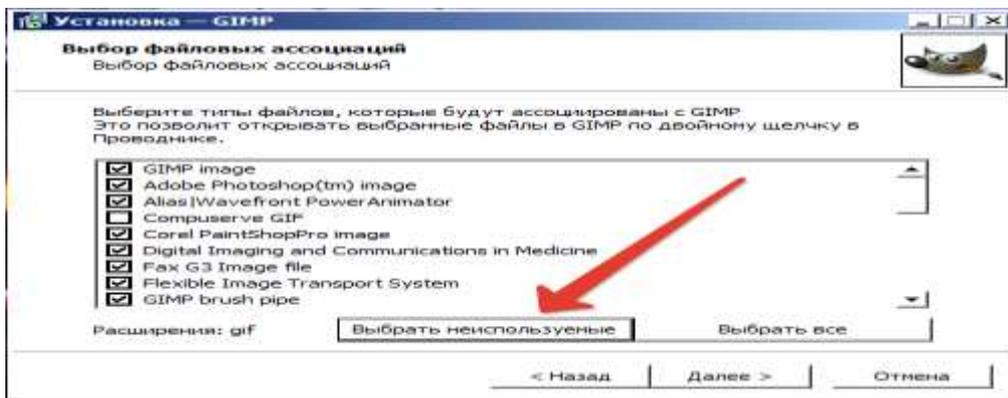 Установка — GIMP
Выбор файловых ассоциаций
Выбор файловых ассоциаций
Выберите типы файлов, которые будут ассоциированы с GIMP
Это позволит открывать выбранные файлы в GIMP по двойному щелчку в
Проводнике.
GIMP image
Adobe Photoshop(tm) image
Alias|Wavefront PowerAnimator
Compuserve GIF
Corel PaintShopPro image
Digital Imaging and Communications in Medicine
Fax G3 Image file
Flexible Image Transport System
GIMP brush pipe
Расширения: gif
Выбрать неиспользуемые
Выбрать все
< Назад
Далее >
Отмена